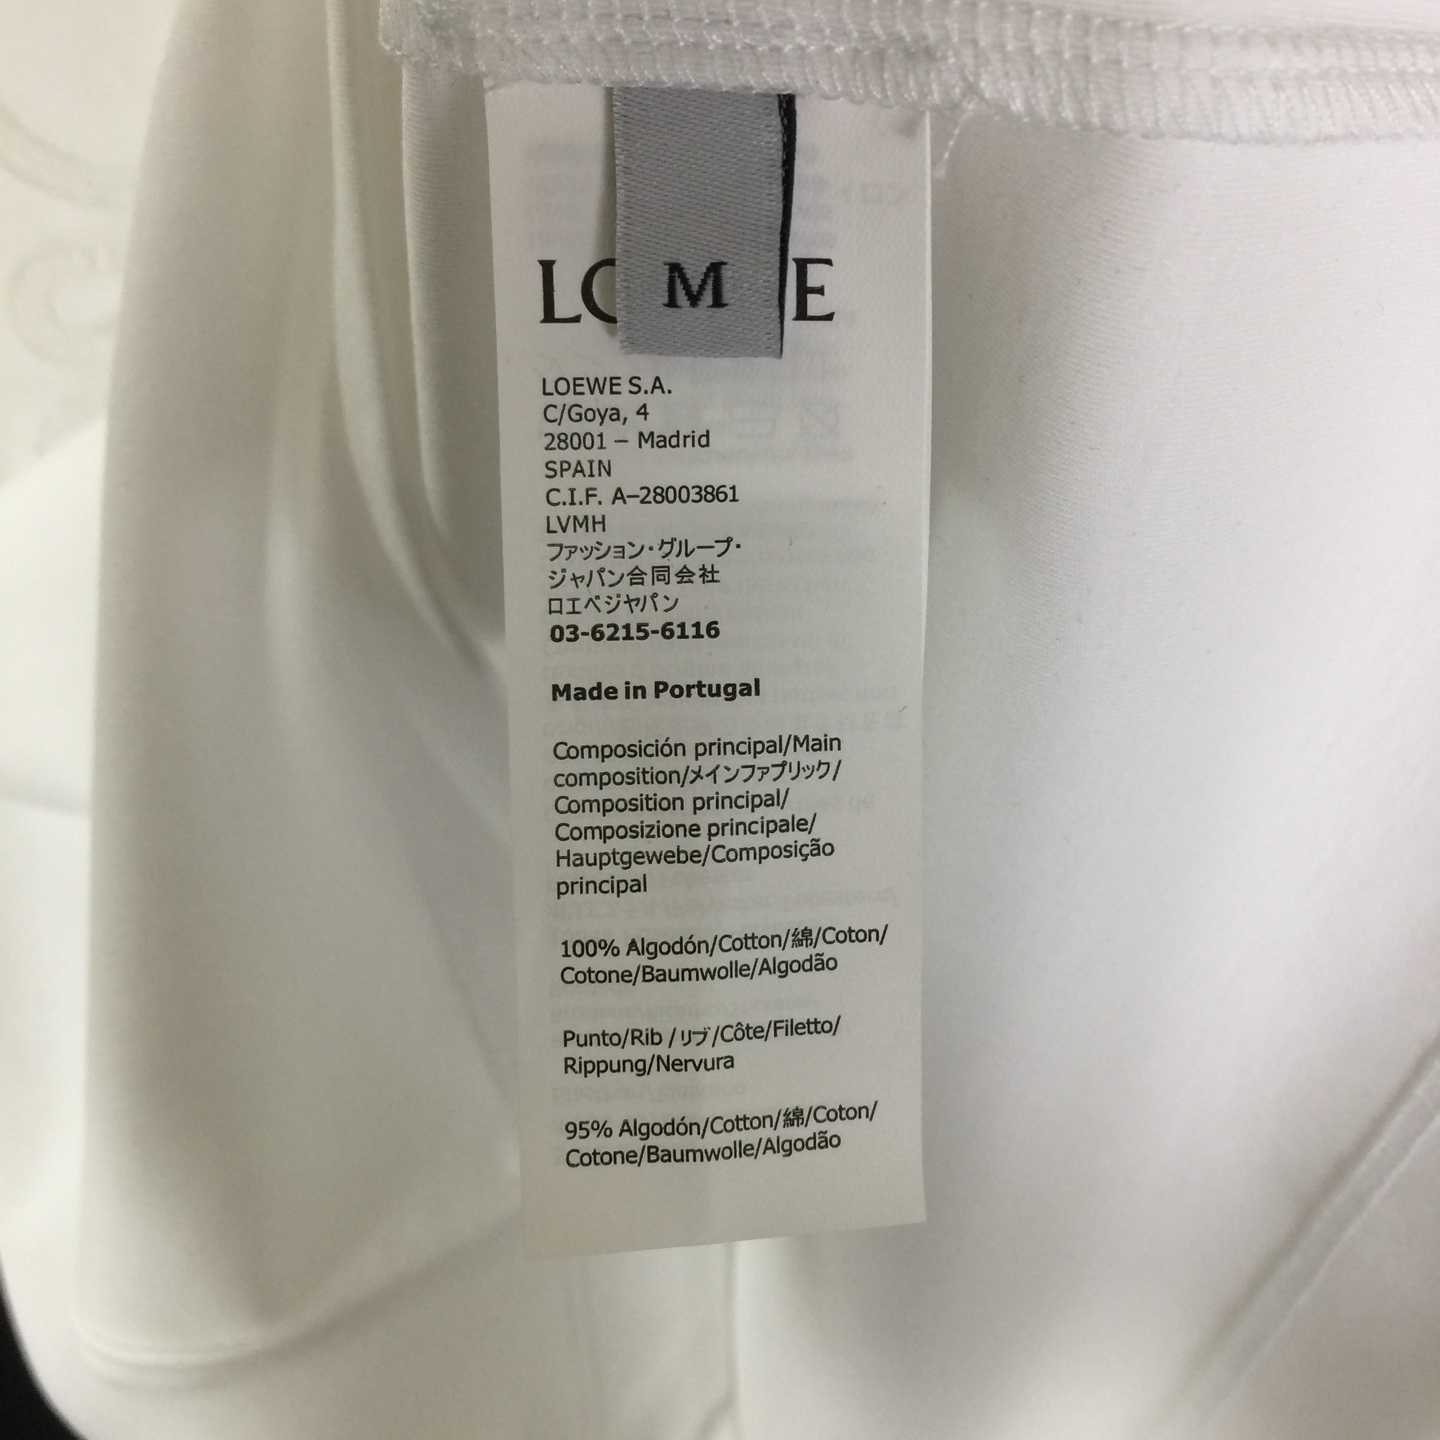 LO E
M
LOEWE S.A.
C/Goya, 4
28001 – Madrid
SPAIN
C.I.F. A–28003861
LVMH
ファッション・グループ・
ジャパン合同会社
ロエベジャパン
03-6215-6116
Made in Portugal
Composición principal/Main
composition/メインファブリック/
Composition principal/
Composizione principale/
Hauptgewebe/Composição
principal
100% Algodón/Cotton/綿/Coton/
Cotone/Baumwolle/Algodão
Punto/Rib /リブ/Côte/Filetto/
Rippung/Nervura
95% Algodón/Cotton/綿/Coton/
Cotone/Baumwolle/Algodão